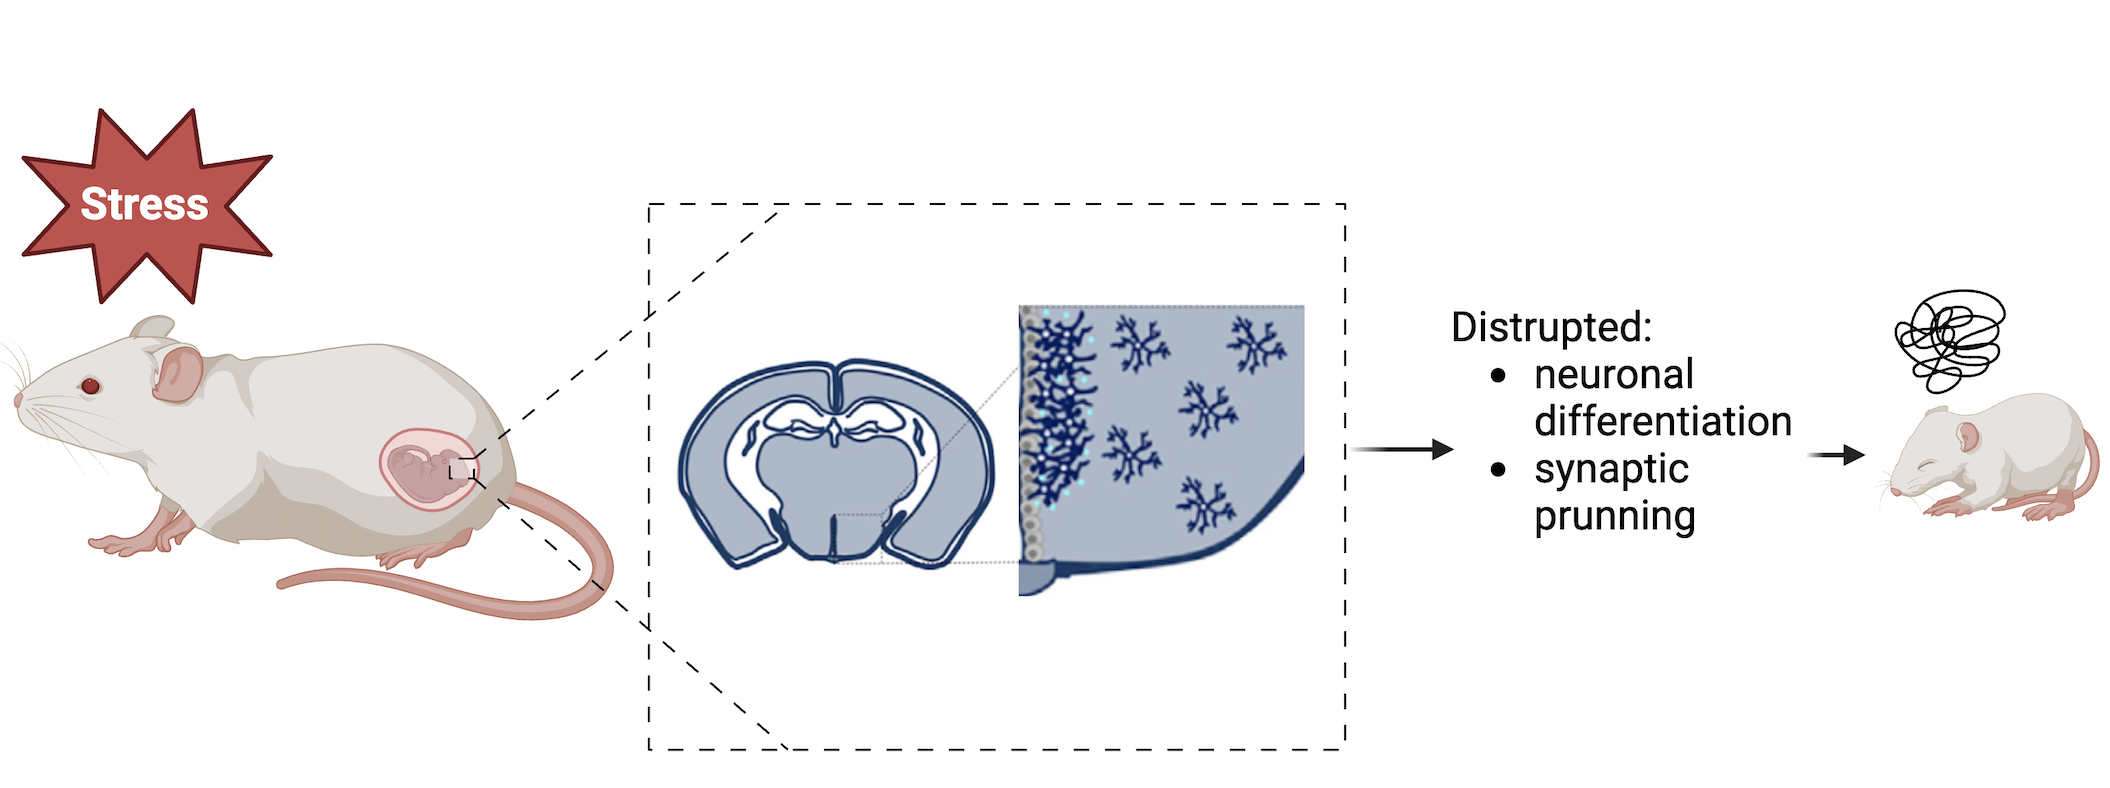 Stress
Distrupted:
• neuronal
differentiation
• synaptic
prunning